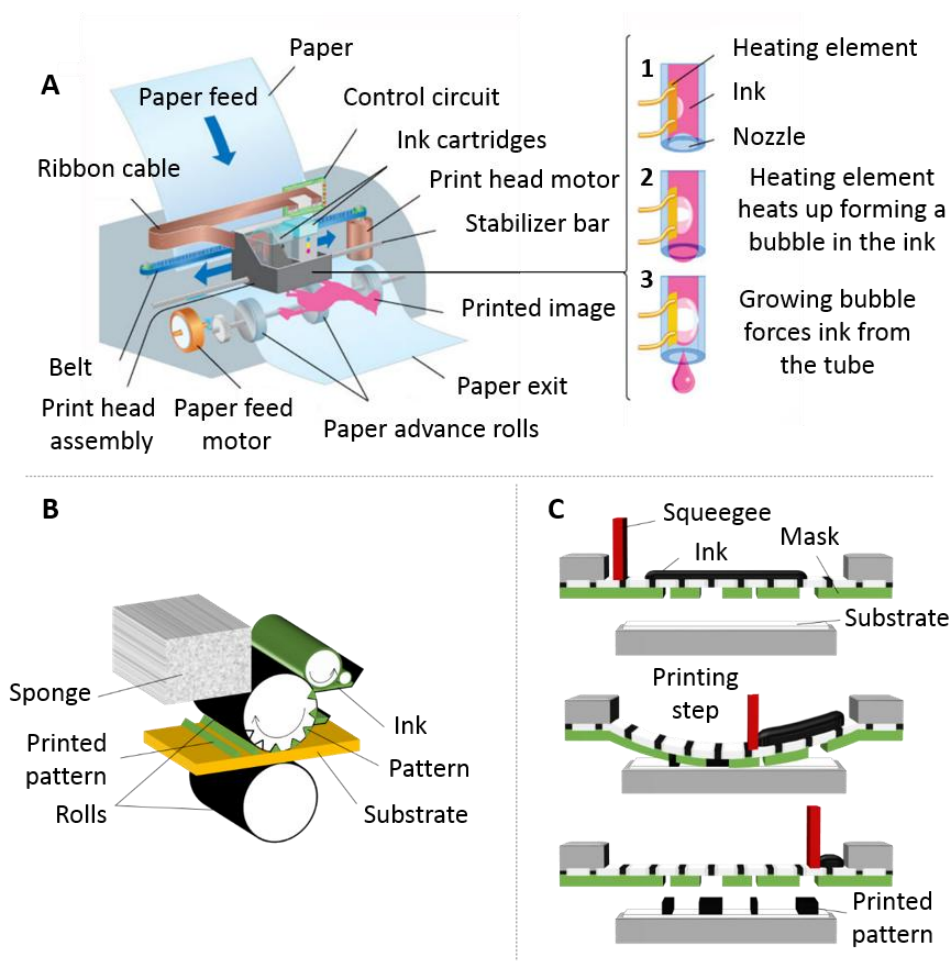 A
Paper
Paper feed
Control circuit
Ink cartridges
Ribbon cable
Print head motor
Stabilizer bar
Printed image
Belt
Paper exit
Print head
assembly
Paper feed
motor
Paper advance rolls
1
Heating element
Ink
Nozzle
2
Heating element
heats up forming a
bubble in the ink
3
Growing bubble
forces ink from
the tube
B
Sponge
Ink
Printed
pattern
Pattern
Rolls
Substrate
C
Squeegee
Ink
Mask
Substrate
Printing
step
Printed
pattern